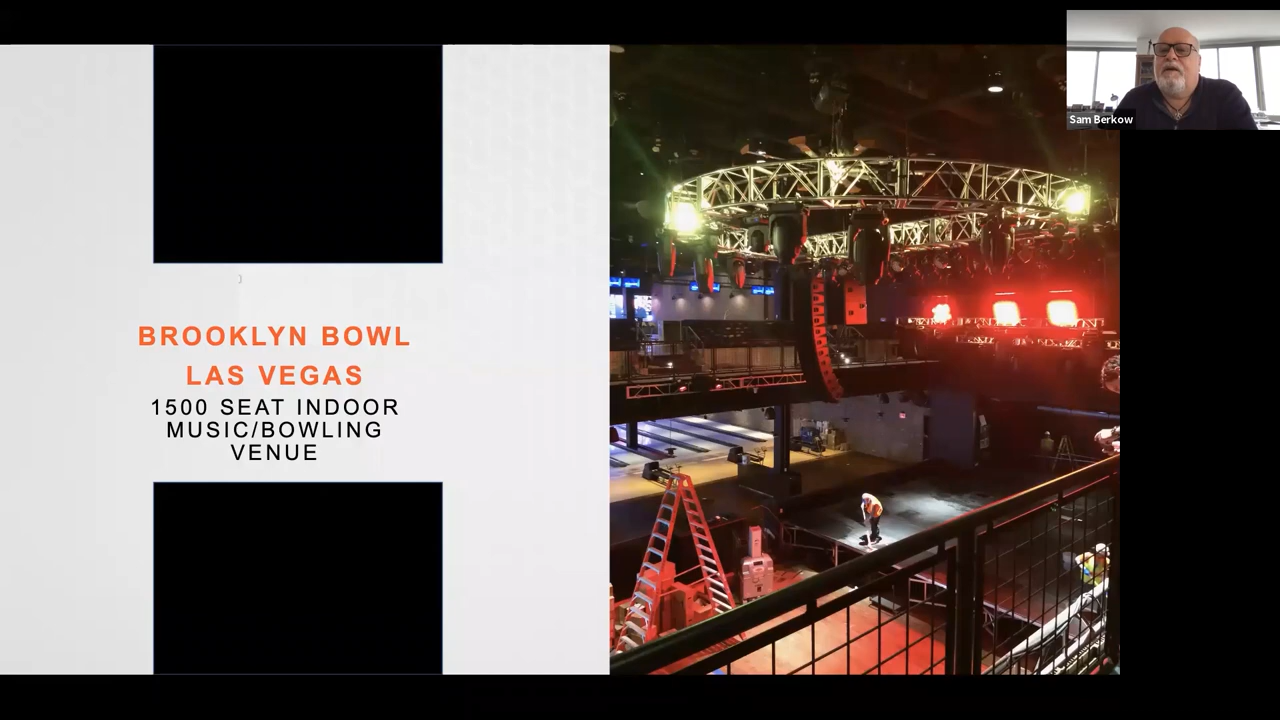 Sam Berkow
BROOKLYN BOWL
LAS VEGAS
1500 SEAT INDOOR
MUSIC/BOWLING
VENUE